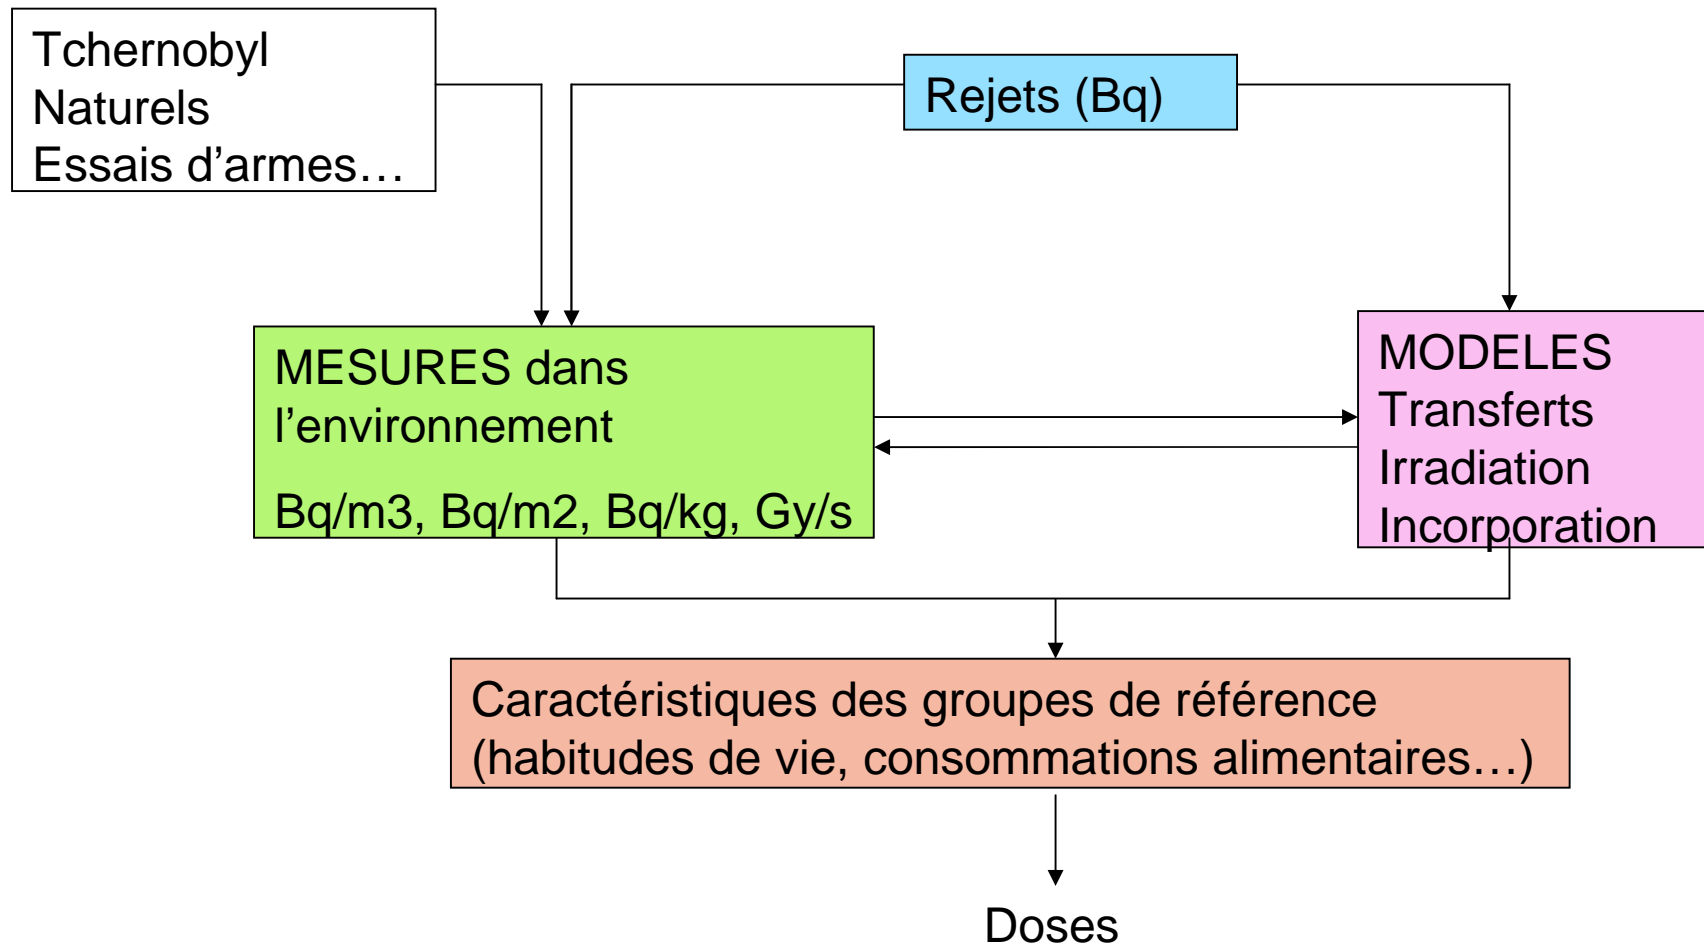 Tchernobyl
Naturels
Essais d’armes…
Rejets (Bq)
MESURES dans
l’environnement
Bq/m3, Bq/m2, Bq/kg, Gy/s
MODELES
Transferts
Irradiation
Incorporation
Caractéristiques des groupes de référence
(habitudes de vie, consommations alimentaires…)
Doses